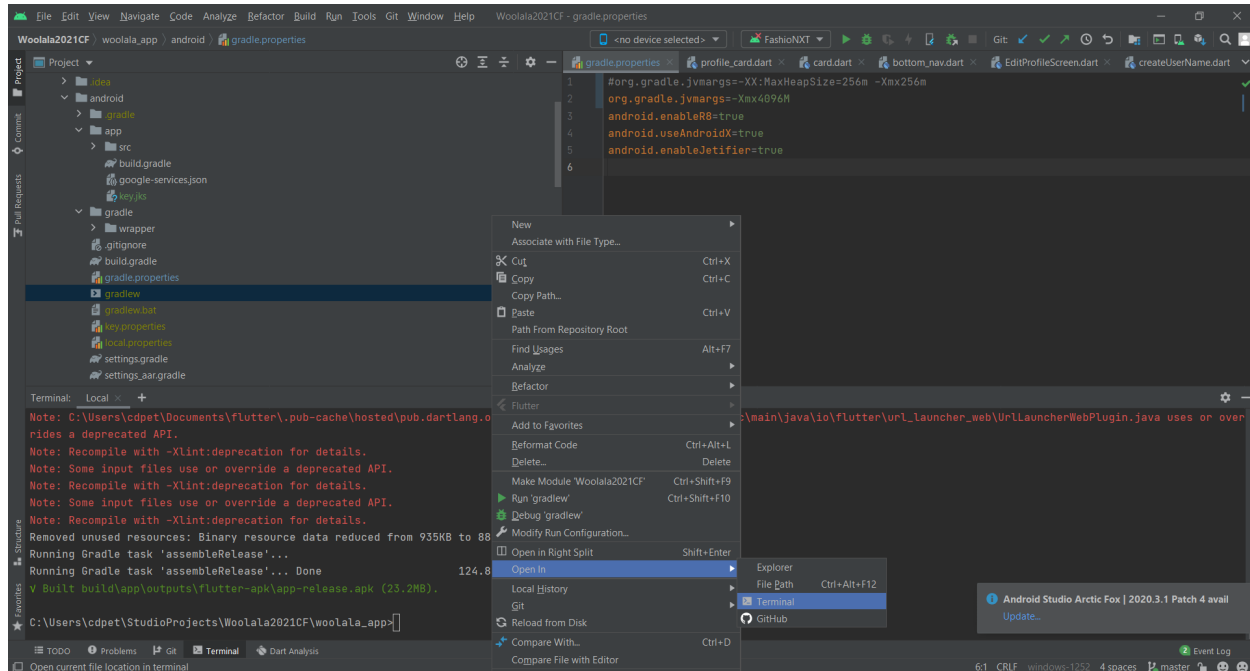 File Edit View Navigate Code Analyze Refactor Build Run Tools Git Window Help Woolala2021CF - gradle.properties
Woolala2021CF woolala_app android gradle.properties
<no device selected> FashioNXT Git:
Project
gradle.properties profile_card.dart card.dart bottom_nav.dart EditProfileScreen.dart createUserName.dart
Project
Commit
Pull Requests
Structure
Favorites
.idea
android
.gradle
app
src
build.gradle
google-services.json
key.jks
gradle
wrapper
.gitignore
build.gradle
gradle.properties
gradlew
gradlew.bat
key.properties
local.properties
settings.gradle
settings_aar.gradle
1 #org.gradle.jvmargs=-XX:MaxHeapSize=256m -Xmx256m
2 org.gradle.jvmargs=-Xmx4096M
3 android.enableR8=true
4 android.useAndroidX=true
5 android.enableJetifier=true
6
New
Associate with File Type...
Cut Ctrl+X
Copy Ctrl+C
Copy Path...
Paste Ctrl+V
Path From Repository Root
Find Usages Alt+F7
Analyze
Refactor
Flutter
Add to Favorites
Reformat Code Ctrl+Alt+L
Delete... Delete
Make Module 'Woolala2021CF' Ctrl+Shift+F9
Run 'gradlew' Ctrl+Shift+F10
Debug 'gradlew'
Modify Run Configuration...
Open in Right Split Shift+Enter
Open In
Local History
Git
Reload from Disk
Compare With... Ctrl+D
Compare File with Editor
Explorer
File Path Ctrl+Alt+F12
Terminal
GitHub
Terminal: Local
Note: C:\Users\cdpet\Documents\flutter\.pub-cache\hosted\pub.dartlang.o :\main\java\io\flutter\url_launcher_web\UrlLauncherWebPlugin.java uses or over
rides a deprecated API.
Note: Recompile with -Xlint:deprecation for details.
Note: Some input files use or override a deprecated API.
Note: Recompile with -Xlint:deprecation for details.
Note: Some input files use or override a deprecated API.
Note: Recompile with -Xlint:deprecation for details.
Removed unused resources: Binary resource data reduced from 935KB to 88
Running Gradle task 'assembleRelease'...
Running Gradle task 'assembleRelease'... Done 124.8
√ Built build\app\outputs\flutter-apk\app-release.apk (23.2MB).
C:\Users\cdpet\StudioProjects\Woolala2021CF\woolala_app>
Android Studio Arctic Fox | 2020.3.1 Patch 4 avail
Update...
TODO Problems Git Terminal Dart Analysis 2 Event Log
Open current file location in terminal 6:1 CRLF windows-1252 4 spaces master